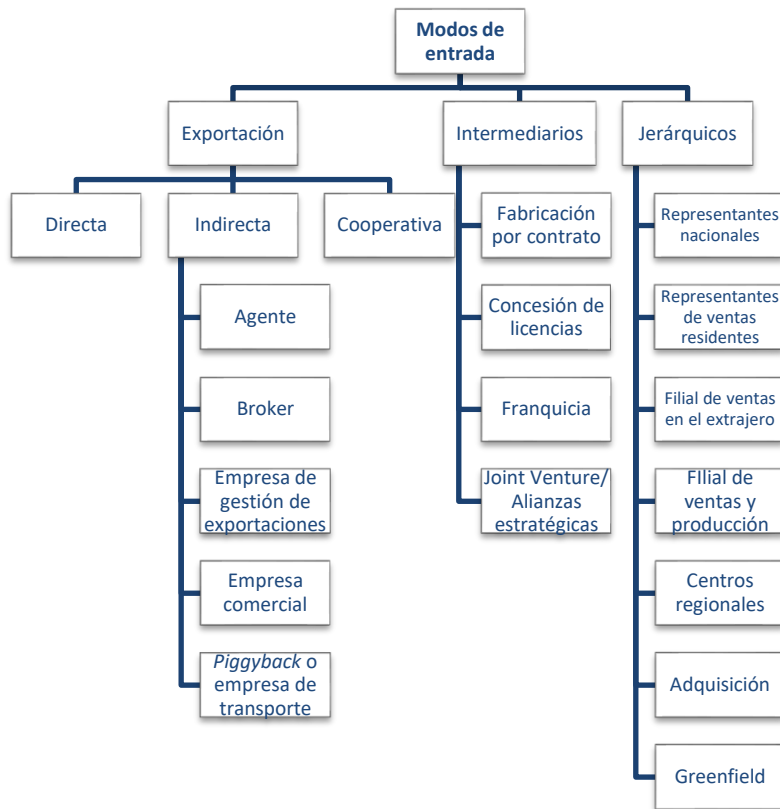 Modos de
entrada
Exportación
Intermediarios
Jerárquicos
Directa
Indirecta
Cooperativa
Agente
Broker
Empresa de
gestión de
exportaciones
Empresa
comercial
Piggyback o
empresa de
transporte
Fabricación
por contrato
Concesión de
licencias
Franquicia
Joint Venture/
Alianzas
estratégicas
Representantes
nacionales
Representantes
de ventas
residentes
Filial de ventas
en el extrajero
FIlial de
ventas y
producción
Centros
regionales
Adquisición
Greenfield